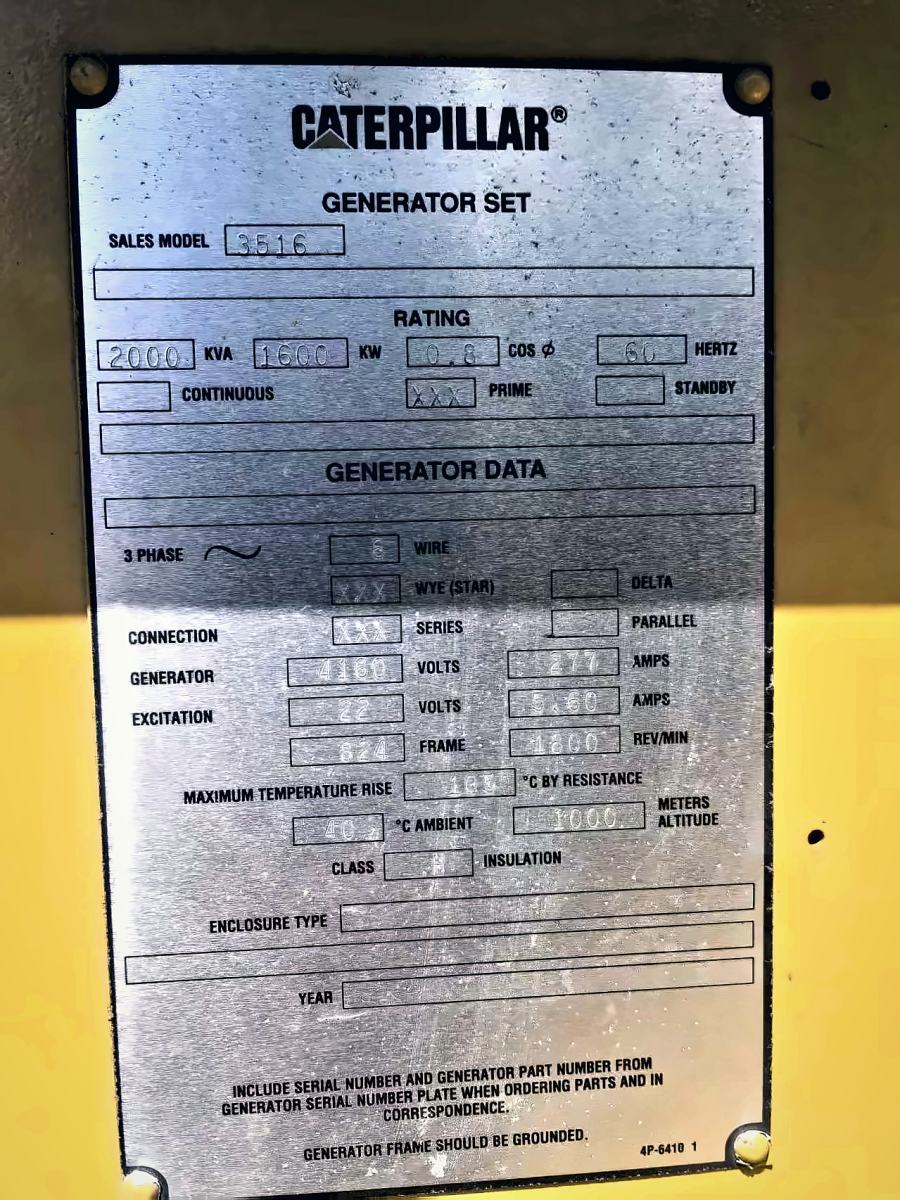 CATERPILLAR®
GENERATOR SET
SALES MODEL 3516
RATING
2000 KVA 1600 KW 0.8 COS ϕ 60 HERTZ
CONTINUOUS XXX PRIME STANDBY
GENERATOR DATA
3 PHASE 6 WIRE
XXX WYE (STAR) DELTA
CONNECTION XXX SERIES PARALLEL
GENERATOR 4160 VOLTS 277 AMPS
EXCITATION 22 VOLTS 5.60 AMPS
824 FRAME 1800 REV/MIN
MAXIMUM TEMPERATURE RISE 105 °C BY RESISTANCE
40 °C AMBIENT 1000 METERS ALTITUDE
CLASS H INSULATION
ENCLOSURE TYPE
YEAR
INCLUDE SERIAL NUMBER AND GENERATOR PART NUMBER FROM
GENERATOR SERIAL NUMBER PLATE WHEN ORDERING PARTS AND IN
CORRESPONDENCE.
GENERATOR FRAME SHOULD BE GROUNDED.
4P-6410 1